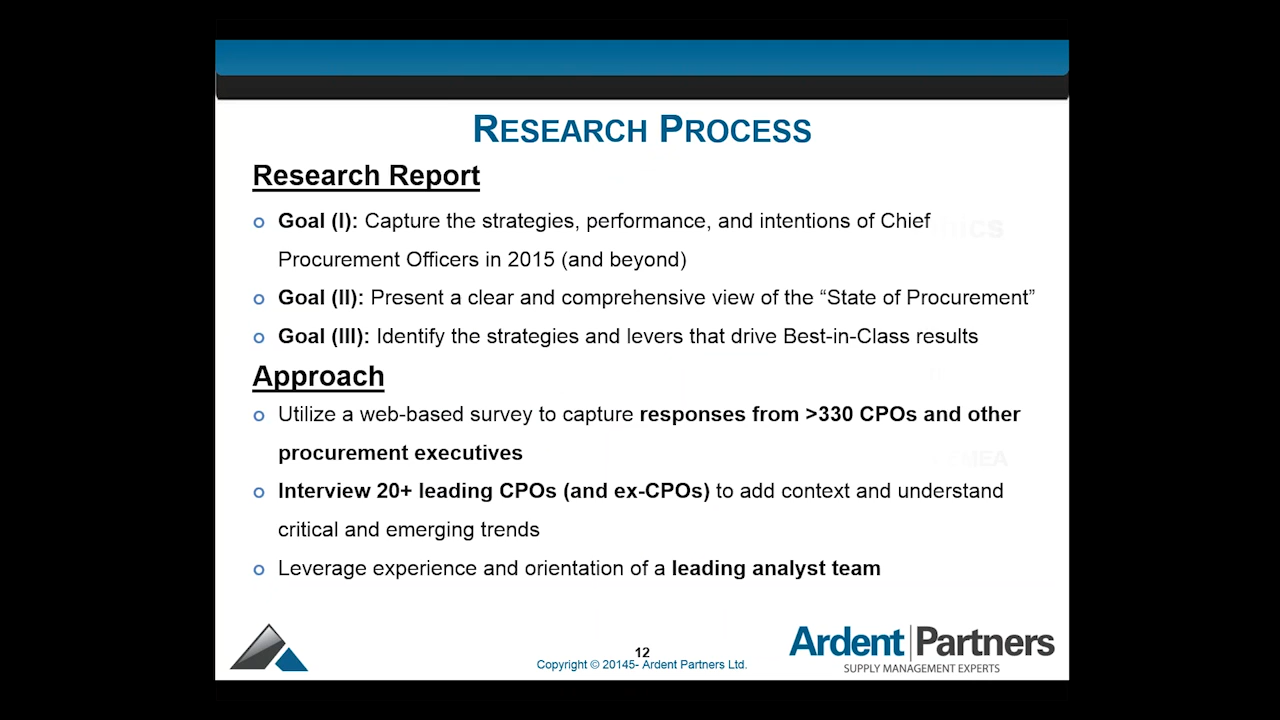 RESEARCH PROCESS
Research Report
Goal (I): Capture the strategies, performance, and intentions of Chief
Procurement Officers in 2015 (and beyond)
Goal (II): Present a clear and comprehensive view of the “State of Procurement”
Goal (III): Identify the strategies and levers that drive Best-in-Class results
Approach
Utilize a web-based survey to capture responses from >330 CPOs and other
procurement executives
Interview 20+ leading CPOs (and ex-CPOs) to add context and understand
critical and emerging trends
Leverage experience and orientation of a leading analyst team
12
Copyright © 20145- Ardent Partners Ltd.
Ardent Partners
SUPPLY MANAGEMENT EXPERTS